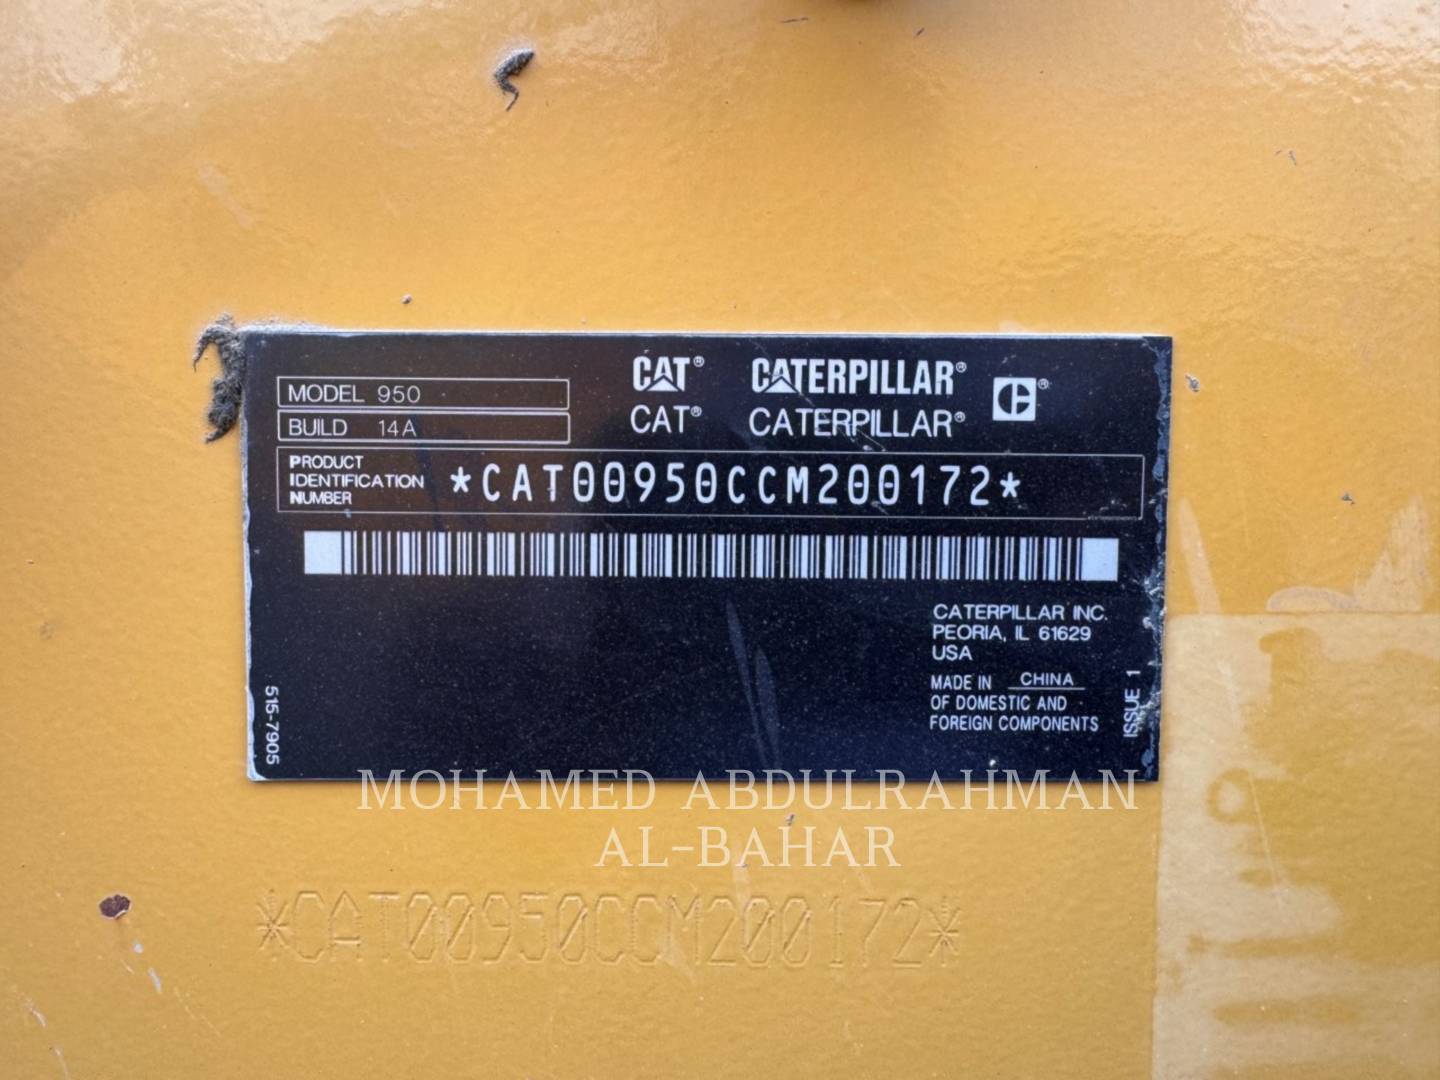 CAT® CATERPILLAR® C®
MODEL 950
CAT® CATERPILLAR®
BUILD 14A
PRODUCT
IDENTIFICATION
NUMBER
*CAT00950CCM200172*
CATERPILLAR INC.
PEORIA, IL 61629
USA
MADE IN CHINA
OF DOMESTIC AND
FOREIGN COMPONENTS
515-7905
ISSUE 1
MOHAMED ABDULRAHMAN
AL-BAHAR
*CAT00950CCM200172*